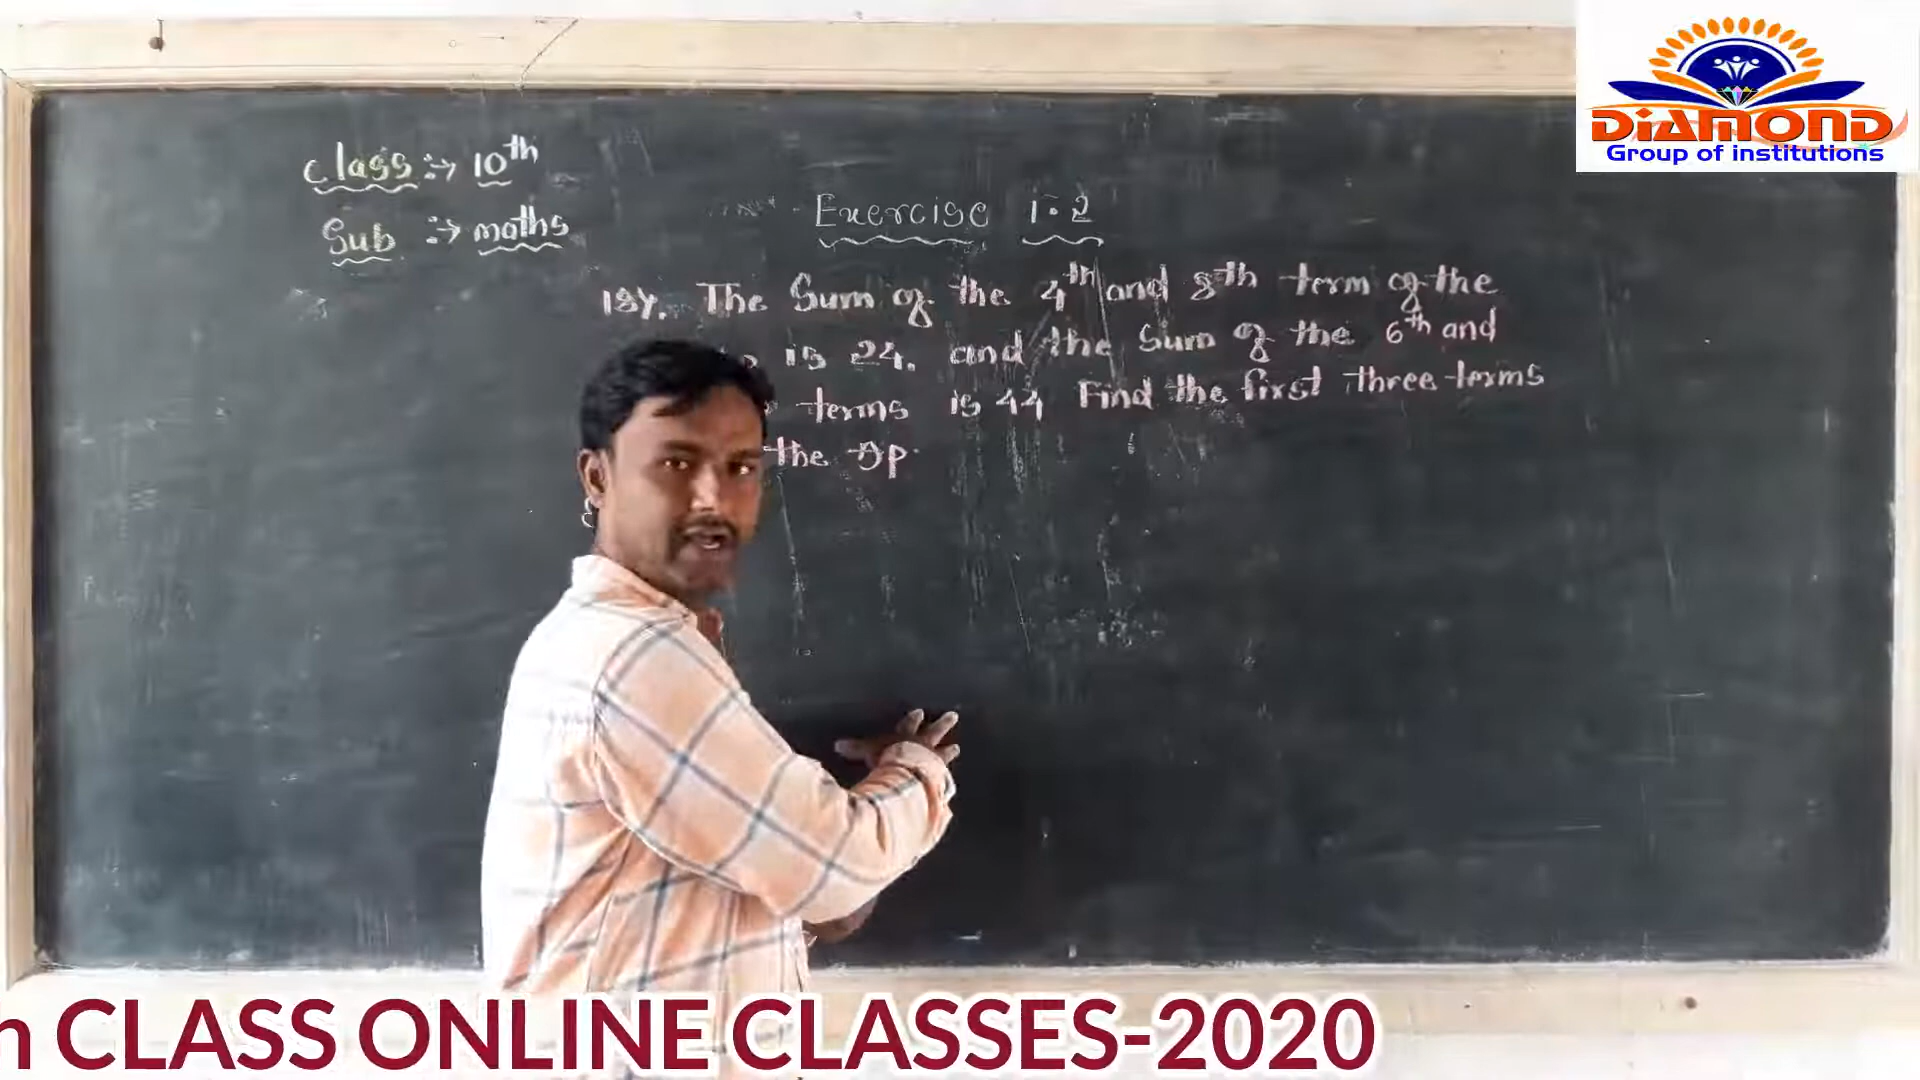 DiAMOND
Group of institutions
Class :-> 10th
Sub :-> maths
Exercise 1.2
18Y. The Sum of the 4th and 8th term of the
is 24. and the Sum of the 6th and
terms is 44 Find the first three terms
the AP.
CLASS ONLINE CLASSES-2020